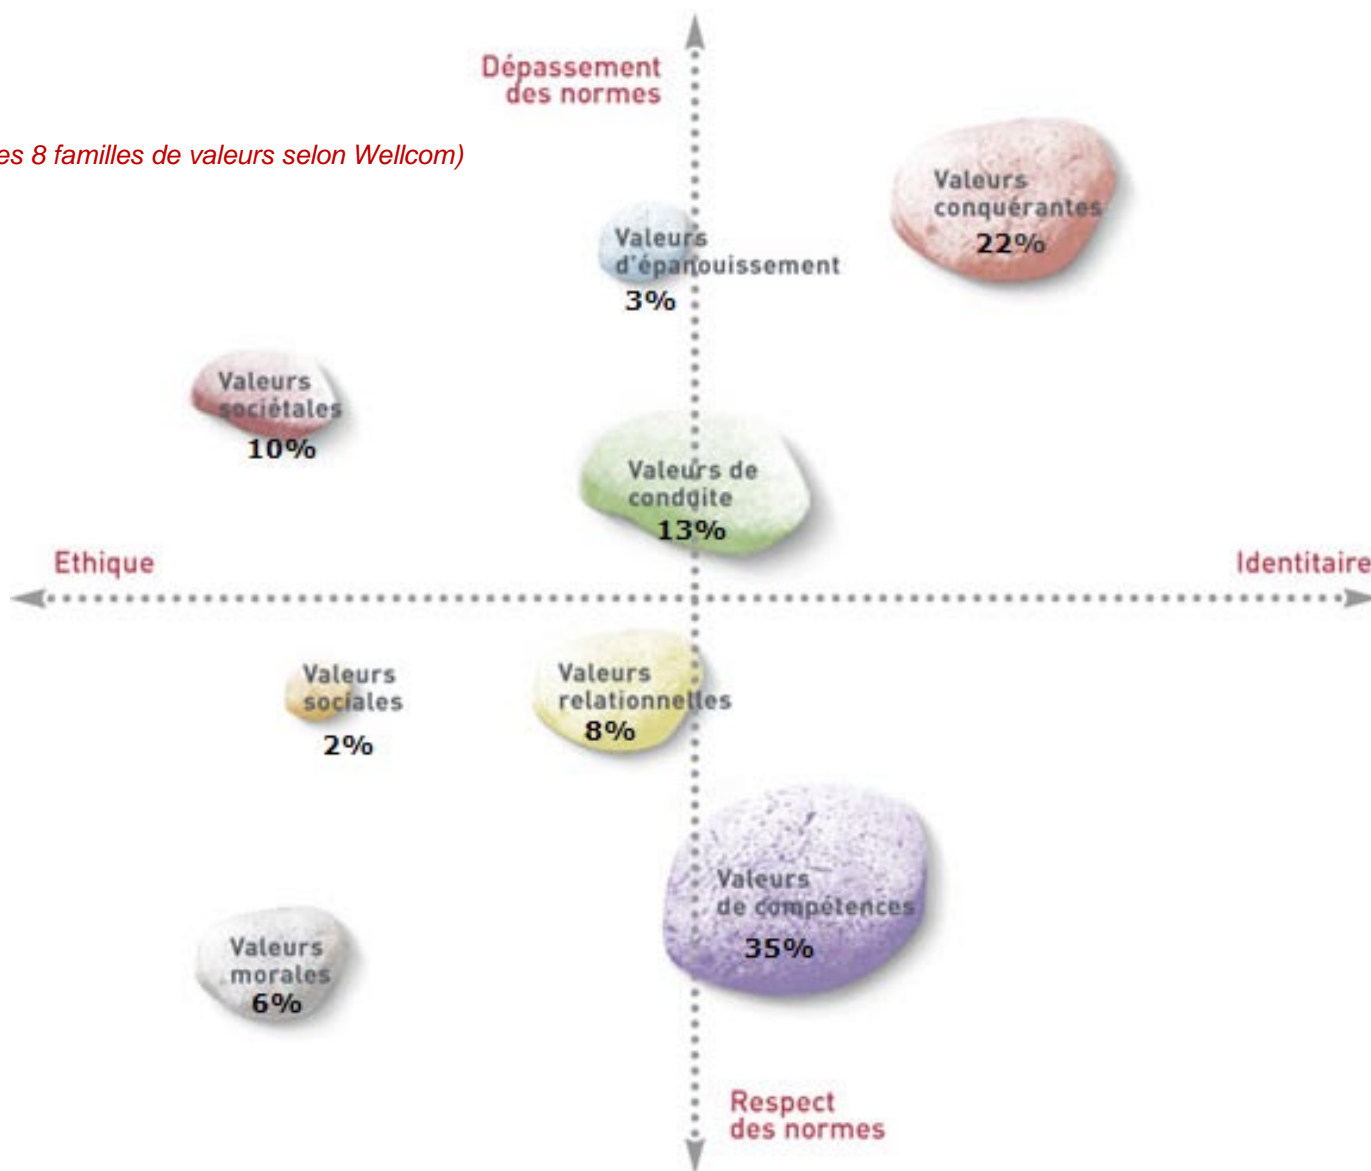 Dépassement
des normes
es 8 familles de valeurs selon Wellcom)
Valeurs
conquérantes
22%
Valeurs
d'épanouissement
3%
Valeurs
sociétales
10%
Valeurs de
conduite
13%
Ethique
Identitaire
Valeurs
sociales
2%
Valeurs
relationnelles
8%
Valeurs
de compétences
35%
Valeurs
morales
6%
Respect
des normes